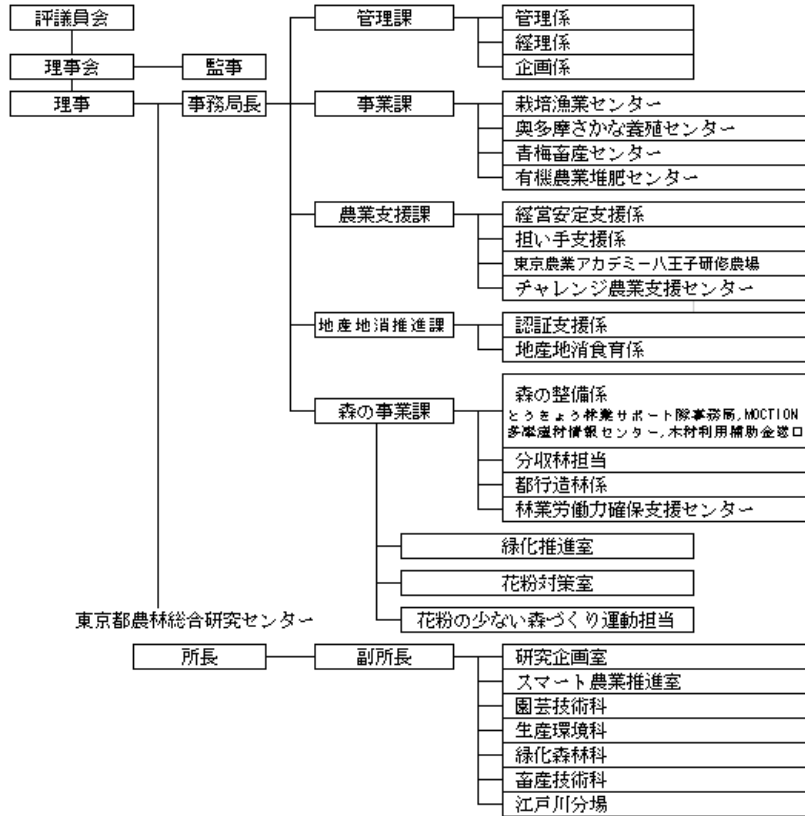 評議員会
理事会
監事
理事
事務局長
管理課
管理係
経理係
企画係
事業課
栽培漁業センター
奥多摩さかな養殖センター
青梅畜産センター
有機農業堆肥センター
農業支援課
経営安定支援係
担い手支援係
東京農業アカデミー八王子研修農場
チャレンジ農業支援センター
地産地消推進課
認証支援係
地産地消食育係
森の事業課
森の整備係
とうきょう林業サポート隊事務局,MOCTION
多摩産材情報センター,木材利用補助金窓口
分収林担当
都行造林係
林業労働力確保支援センター
緑化推進室
花粉対策室
花粉の少ない森づくり運動担当
東京都農林総合研究センター
所長
副所長
研究企画室
スマート農業推進室
園芸技術科
生産環境科
緑化森林科
畜産技術科
江戸川分場